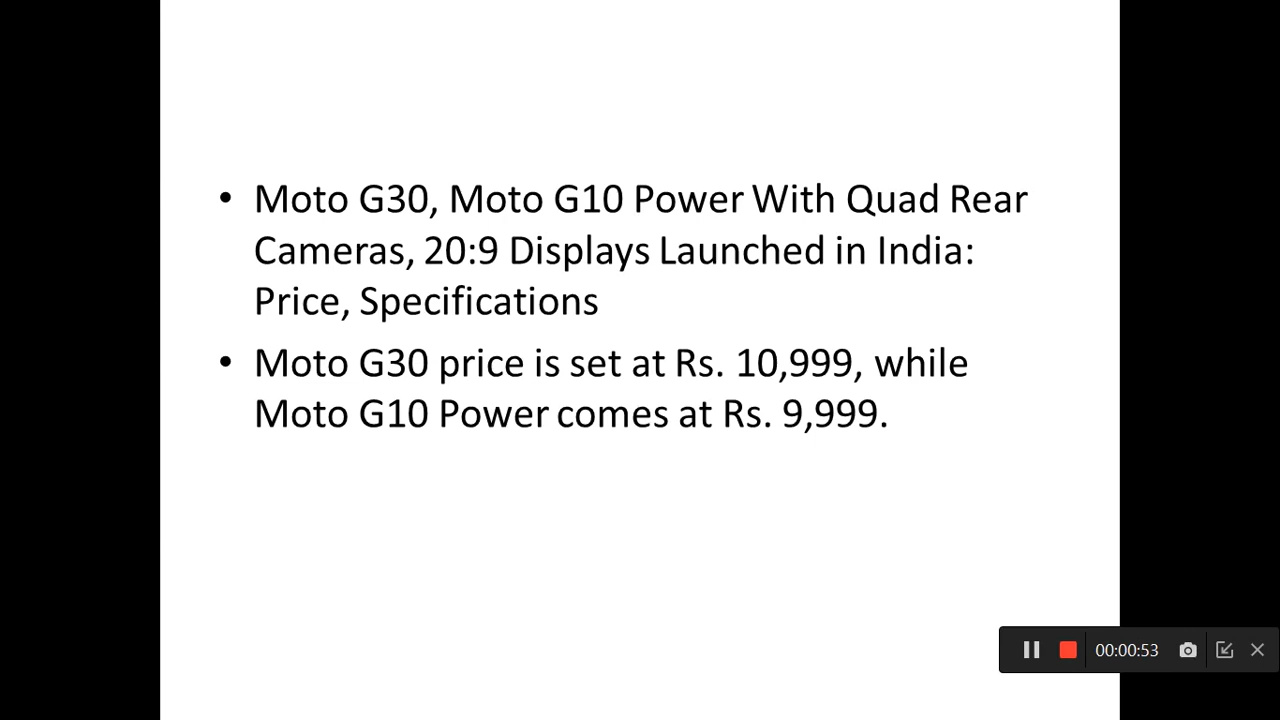 • Moto G30, Moto G10 Power With Quad Rear
Cameras, 20:9 Displays Launched in India:
Price, Specifications
• Moto G30 price is set at Rs. 10,999, while
Moto G10 Power comes at Rs. 9,999.
00:00:53